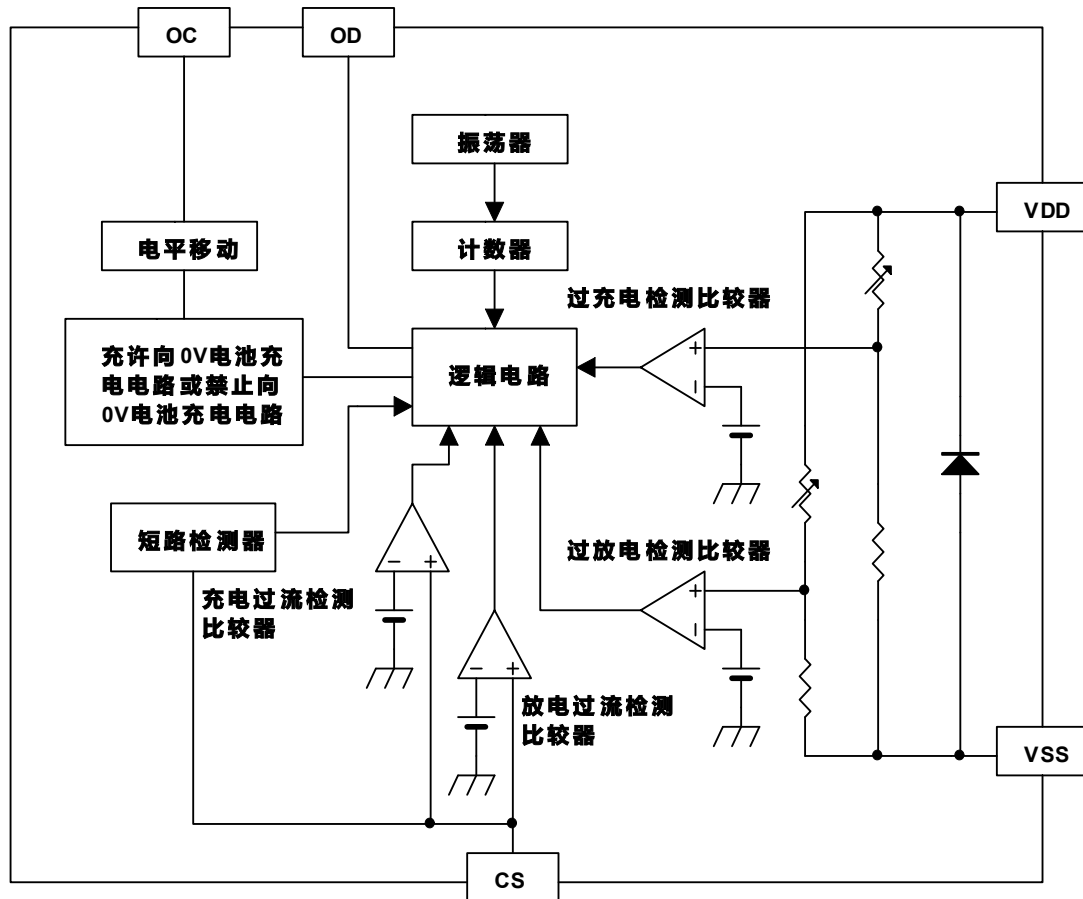 OC
OD
振荡器
VDD
电平移动
计数器
过充电检测比较器
充许向0V电池充
电电路或禁止向
0V电池充电电路
逻辑电路
+
-
短路检测器
过放电检测比较器
-
+
充电过流检测
比较器
+
-
-
+
放电过流检测
比较器
VSS
CS